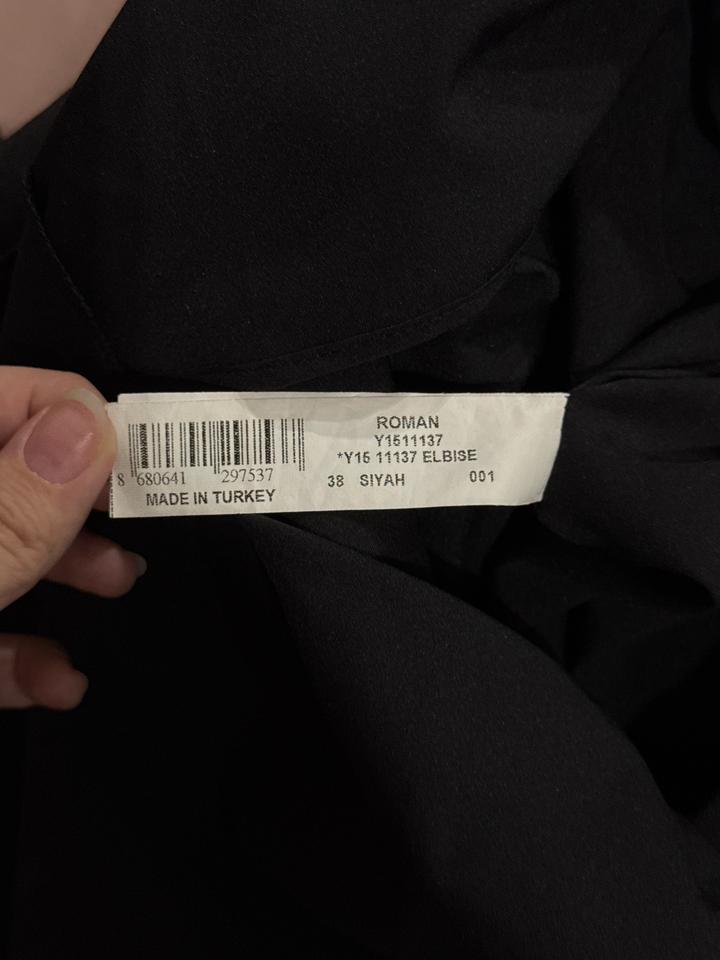 ROMAN
Y1511137
*Y15 11137 ELBISE
38 SIYAH 001
8 680641 297537
MADE IN TURKEY